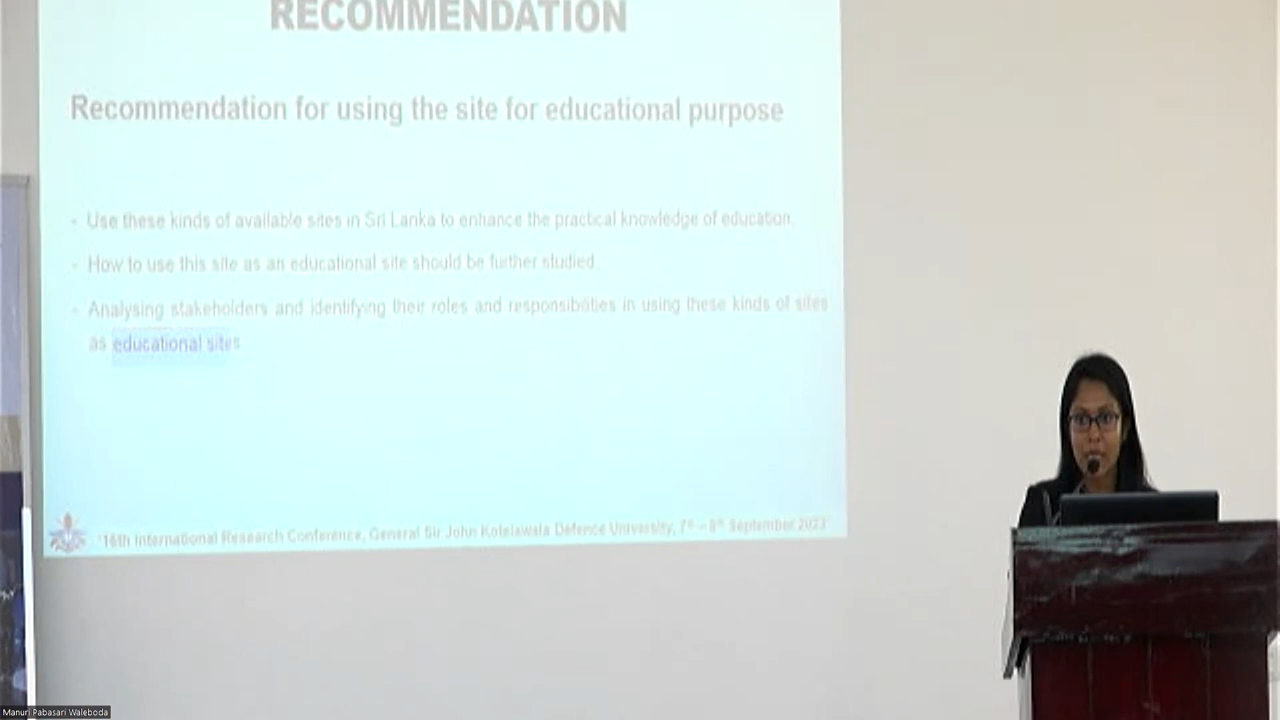 RECOMMENDATION
Recommendation for using the site for educational purpose
- Use these kinds of available sites in Sri Lanka to enhance the practical knowledge of education.
- How to use this site as an educational site should be further studied
- Analysing stakeholders and identifying their roles and responsibilities in using these kinds of sites
as educational sites
'16th International Research Conference, General Sir John Kotelawala Defence University, 7th – 8th September 2023'
Manuri Pabasari Waleboda